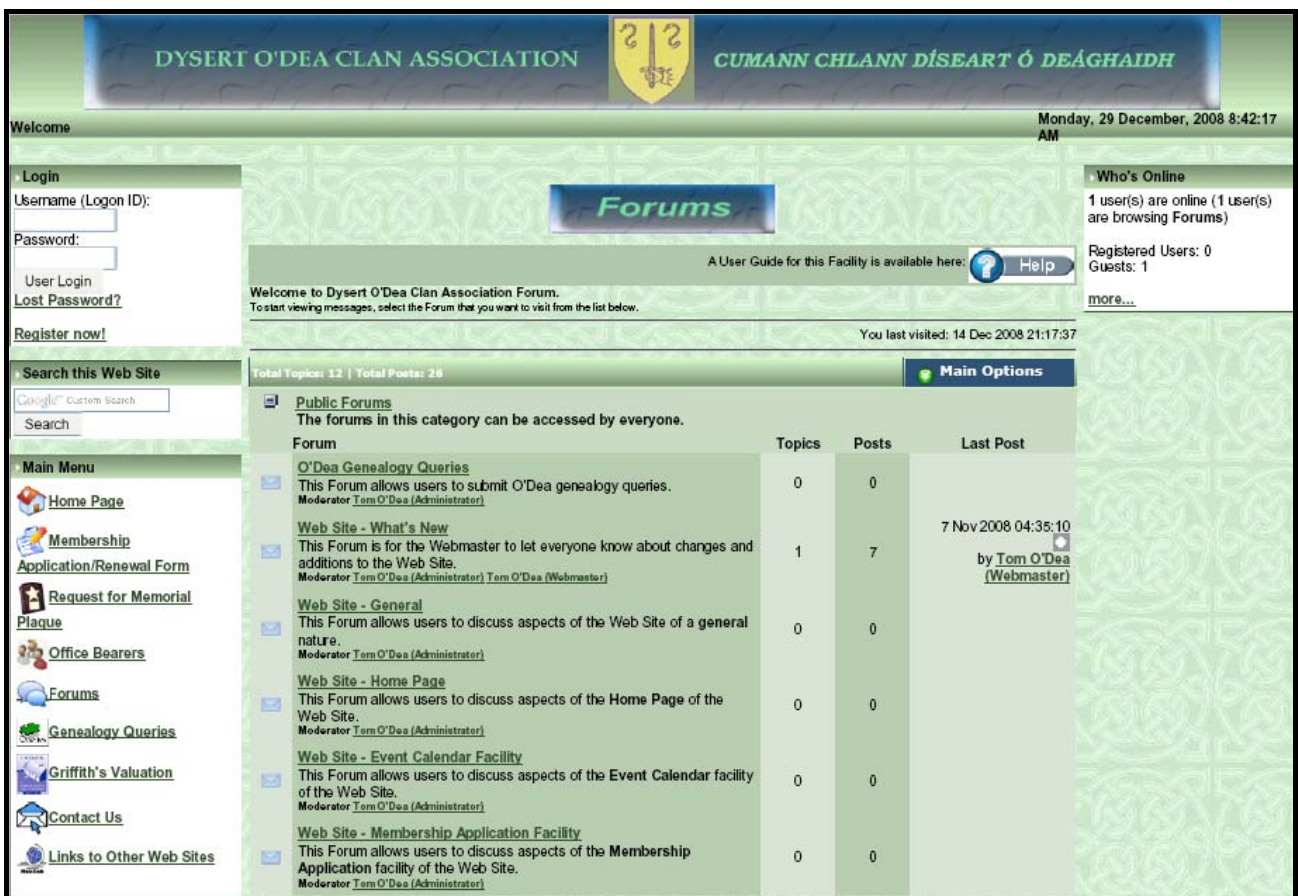 DYSERT O'DEA CLAN ASSOCIATION
CUMANN CHLANN DÍSEART Ó DEÁGHAIDH
Welcome
Monday, 29 December, 2008 8:42:17
AM
Login
Username (Logon ID):
Password:
User Login
Lost Password?
Register now!
Search this Web Site
Google™ Custom Search
Search
Main Menu
Home Page
Membership
Application/Renewal Form
Request for Memorial
Plaque
Office Bearers
Forums
Genealogy Queries
Griffith's Valuation
Contact Us
Links to Other Web Sites
Forums
A User Guide for this Facility is available here:
Help
Welcome to Dysert O'Dea Clan Association Forum.
To start viewing messages, select the Forum that you want to visit from the list below.
You last visited: 14 Dec 2008 21:17:37
Total Topics: 12 | Total Posts: 26
Main Options
Public Forums
The forums in this category can be accessed by everyone.
Forum Topics Posts Last Post
O'Dea Genealogy Queries
This Forum allows users to submit O'Dea genealogy queries. 0 0
Moderator Tom O'Dea (Administrator)
Web Site - What's New
This Forum is for the Webmaster to let everyone know about changes and
additions to the Web Site. 1 7
Moderator Tom O'Dea (Administrator) Tom O'Dea (Webmaster)
7 Nov 2008 04:35:10
by Tom O'Dea
(Webmaster)
Web Site - General
This Forum allows users to discuss aspects of the Web Site of a general
nature. 0 0
Moderator Tom O'Dea (Administrator)
Web Site - Home Page
This Forum allows users to discuss aspects of the Home Page of the
Web Site. 0 0
Moderator Tom O'Dea (Administrator)
Web Site - Event Calendar Facility
This Forum allows users to discuss aspects of the Event Calendar facility
of the Web Site. 0 0
Moderator Tom O'Dea (Administrator)
Web Site - Membership Application Facility
This Forum allows users to discuss aspects of the Membership
Application facility of the Web Site. 0 0
Moderator Tom O'Dea (Administrator)
Who's Online
1 user(s) are online (1 user(s)
are browsing Forums)
Registered Users: 0
Guests: 1
more...